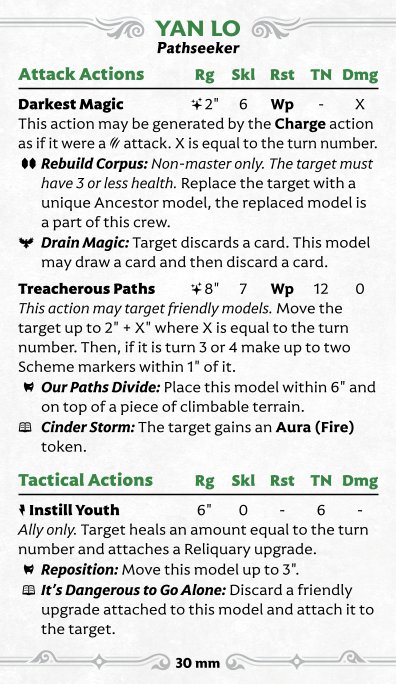 YAN LO
Pathseeker
Attack Actions Rg Skl Rst TN Dmg
Darkest Magic 2" 6 Wp - X
This action may be generated by the Charge action
as if it were a attack. X is equal to the turn number.
Rebuild Corpus: Non-master only. The target must
have 3 or less health. Replace the target with a
unique Ancestor model, the replaced model is
a part of this crew.
Drain Magic: Target discards a card. This model
may draw a card and then discard a card.
Treacherous Paths 8" 7 Wp 12 0
This action may target friendly models. Move the
target up to 2" + X" where X is equal to the turn
number. Then, if it is turn 3 or 4 make up to two
Scheme markers within 1" of it.
Our Paths Divide: Place this model within 6" and
on top of a piece of climbable terrain.
Cinder Storm: The target gains an Aura (Fire)
token.
Tactical Actions Rg Skl Rst TN Dmg
Instill Youth 6" 0 - 6 -
Ally only. Target heals an amount equal to the turn
number and attaches a Reliquary upgrade.
Reposition: Move this model up to 3".
It's Dangerous to Go Alone: Discard a friendly
upgrade attached to this model and attach it to
the target.
30 mm